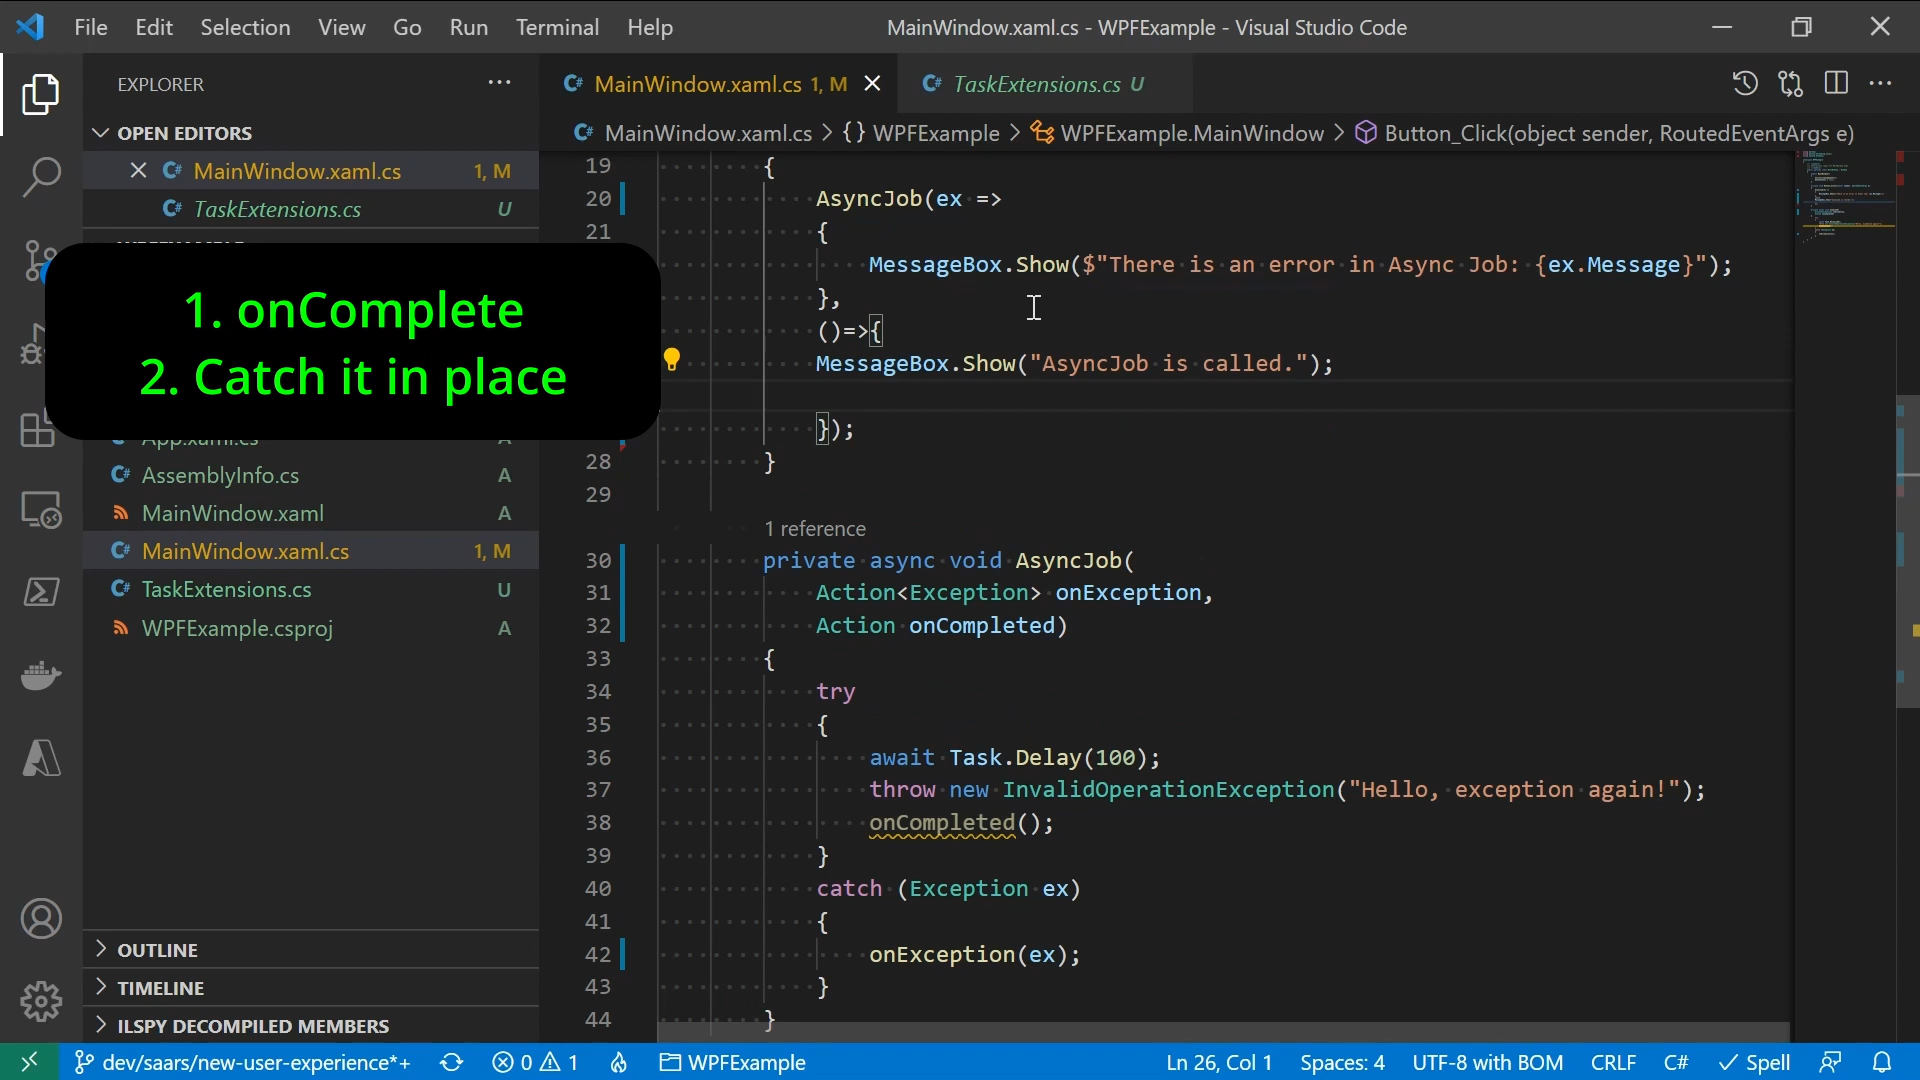 File Edit Selection View Go Run Terminal Help MainWindow.xaml.cs - WPFExample - Visual Studio Code
EXPLORER
MainWindow.xaml.cs 1, M
TaskExtensions.cs U
OPEN EDITORS
MainWindow.xaml.cs 1, M
TaskExtensions.cs U
1. onComplete
2. Catch it in place
App.xaml.cs A
AssemblyInfo.cs A
MainWindow.xaml A
MainWindow.xaml.cs 1, M
TaskExtensions.cs U
WPFExample.csproj A
OUTLINE
TIMELINE
ILSPY DECOMPILED MEMBERS
MainWindow.xaml.cs > {} WPFExample > WPFExample.MainWindow > Button_Click(object sender, RoutedEventArgs e)
19 {
20 AsyncJob(ex =>
21 {
MessageBox.Show($"There is an error in Async Job: {ex.Message}");
},
()=>{
MessageBox.Show("AsyncJob is called.");
});
28 }
29
1 reference
30 private async void AsyncJob(
31 Action<Exception> onException,
32 Action onCompleted)
33 {
34 try
35 {
36 await Task.Delay(100);
37 throw new InvalidOperationException("Hello, exception again!");
38 onCompleted();
39 }
40 catch (Exception ex)
41 {
42 onException(ex);
43 }
44 }
dev/saars/new-user-experience*+ 0 1 WPFExample Ln 26, Col 1 Spaces: 4 UTF-8 with BOM CRLF C# Spell